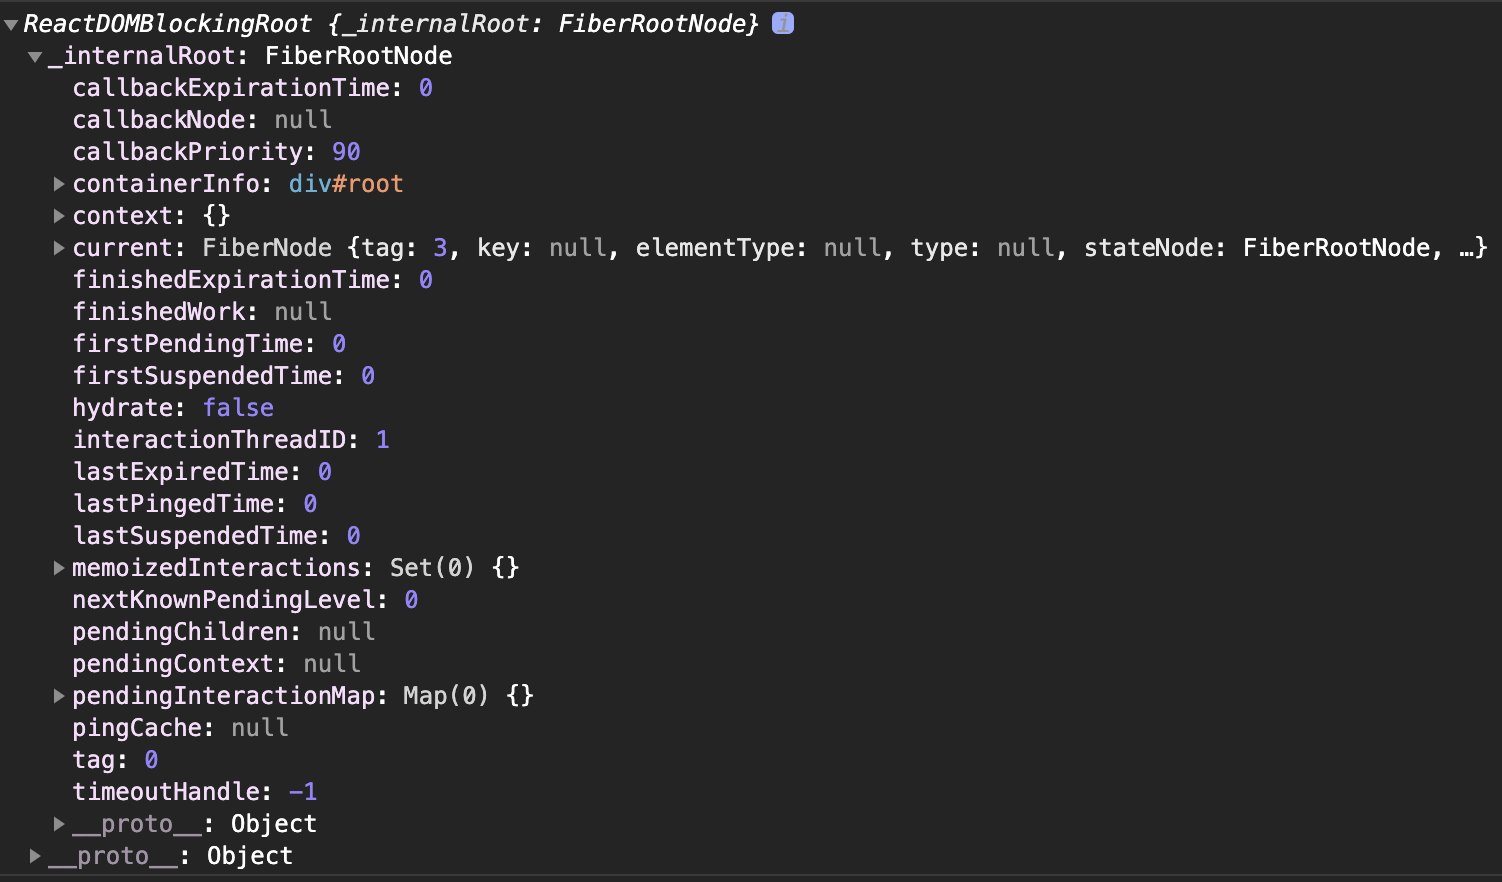 ReactDOMBlockingRoot {_internalRoot: FiberRootNode} i
_internalRoot: FiberRootNode
callbackExpirationTime: 0
callbackNode: null
callbackPriority: 90
containerInfo: div#root
context: {}
current: FiberNode {tag: 3, key: null, elementType: null, type: null, stateNode: FiberRootNode, …}
finishedExpirationTime: 0
finishedWork: null
firstPendingTime: 0
firstSuspendedTime: 0
hydrate: false
interactionThreadID: 1
lastExpiredTime: 0
lastPingedTime: 0
lastSuspendedTime: 0
memoizedInteractions: Set(0) {}
nextKnownPendingLevel: 0
pendingChildren: null
pendingContext: null
pendingInteractionMap: Map(0) {}
pingCache: null
tag: 0
timeoutHandle: -1
__proto__: Object
__proto__: Object